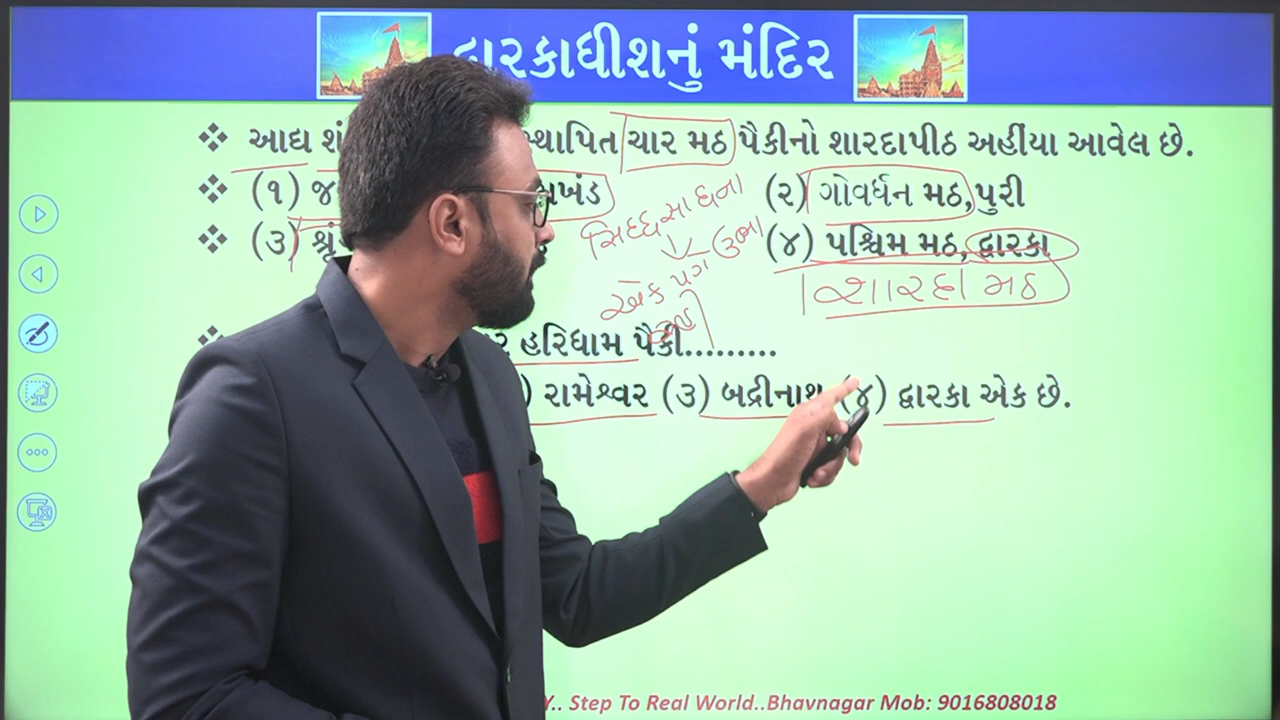 દ્વારકાધીશનું મંદિર
❖ આદ્ય સ્થાપિત ચાર મઠ પૈકીનો શારદાપીઠ અહીંયા આવેલ છે.
❖ (૧) (૨) ગોવર્ધન મઠ,પુરી
❖ (૩) (૪) પશ્ચિમ મઠ, દ્વારકા
સિદ્ધ સાધના
એક પગે ઉભા
શારદા મઠ
❖ હરિધામ પૈકી.........
રામેશ્વર (૩) બદ્રીનાથ (૪) દ્વારકા એક છે.
Y.. Step To Real World..Bhavnagar Mob: 9016808018